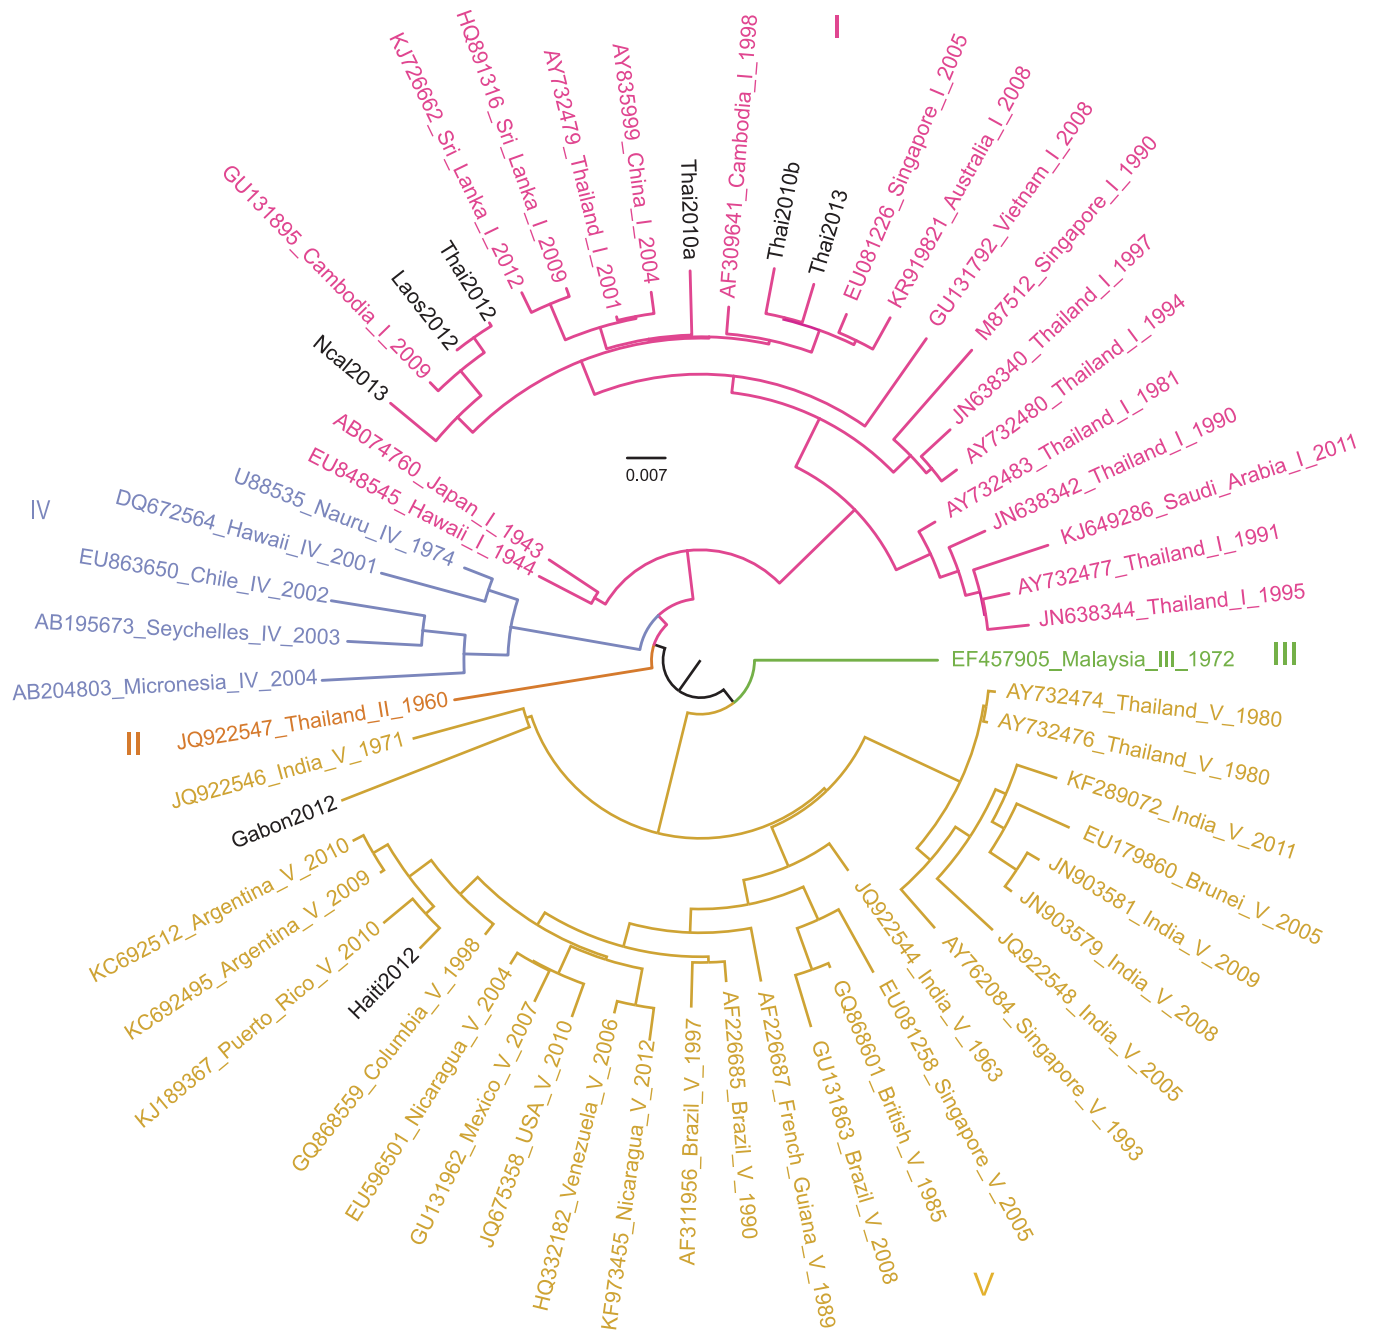 I
KJ726662_Sri_Lanka_I_2012
HQ891316_Sri_Lanka_I_2009
AY732479_Thailand_I_2001
AY835999_China_I_2004
Thai2010a
AF309641_Cambodia_I_1998
Thai2010b
Thai2013
EU081226_Singapore_I_2005
KR919821_Australia_I_2008
GU131792_Vietnam_I_2008
M87512_Singapore_I_1990
JN638340_Thailand_I_1997
AY732480_Thailand_I_1994
AY732483_Thailand_I_1981
JN638342_Thailand_I_1990
KJ649286_Saudi_Arabia_I_2011
AY732477_Thailand_I_1991
JN638344_Thailand_I_1995
EF457905_Malaysia_III_1972
III
AY732474_Thailand_V_1980
AY732476_Thailand_V_1980
KF289072_India_V_2011
EU179860_Brunei_V_2005
JN903581_India_V_2009
JN903579_India_V_2008
JQ922548_India_V_2005
AY762084_Singapore_V_1993
JQ922544_India_V_1963
EU081258_Singapore_V_2005
GQ868601_British_V_1985
GU131863_Brazil_V_2008
AF226687_French_Guiana_V_1989
AF226685_Brazil_V_1990
AF311956_Brazil_V_1997
KF973455_Nicaragua_V_2012
HQ332182_Venezuela_V_2006
JQ675358_USA_V_2010
GU131962_Mexico_V_2007
EU596501_Nicaragua_V_2004
GQ868559_Columbia_V_1998
Haiti2012
KJ189367_Puerto_Rico_V_2010
KC692495_Argentina_V_2009
KC692512_Argentina_V_2010
Gabon2012
JQ922546_India_V_1971
JQ922547_Thailand_II_1960
II
AB204803_Micronesia_IV_2004
AB195673_Seychelles_IV_2003
EU863650_Chile_IV_2002
DQ672564_Hawaii_IV_2001
U88535_Nauru_IV_1974
IV
EU848545_Hawaii_I_1944
AB074760_Japan_I_1943
Ncal2013
GU131895_Cambodia_I_2009
Laos2012
Thai2012
0.007
V